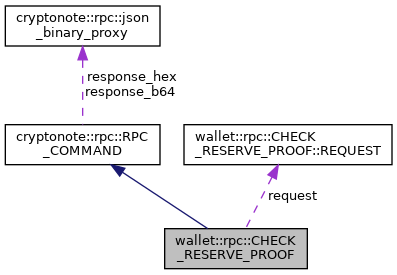 cryptonote::rpc::json
_binary_proxy
response_hex
response_b64
cryptonote::rpc::RPC
_COMMAND
wallet::rpc::CHECK
_RESERVE_PROOF::REQUEST
request
wallet::rpc::CHECK
_RESERVE_PROOF